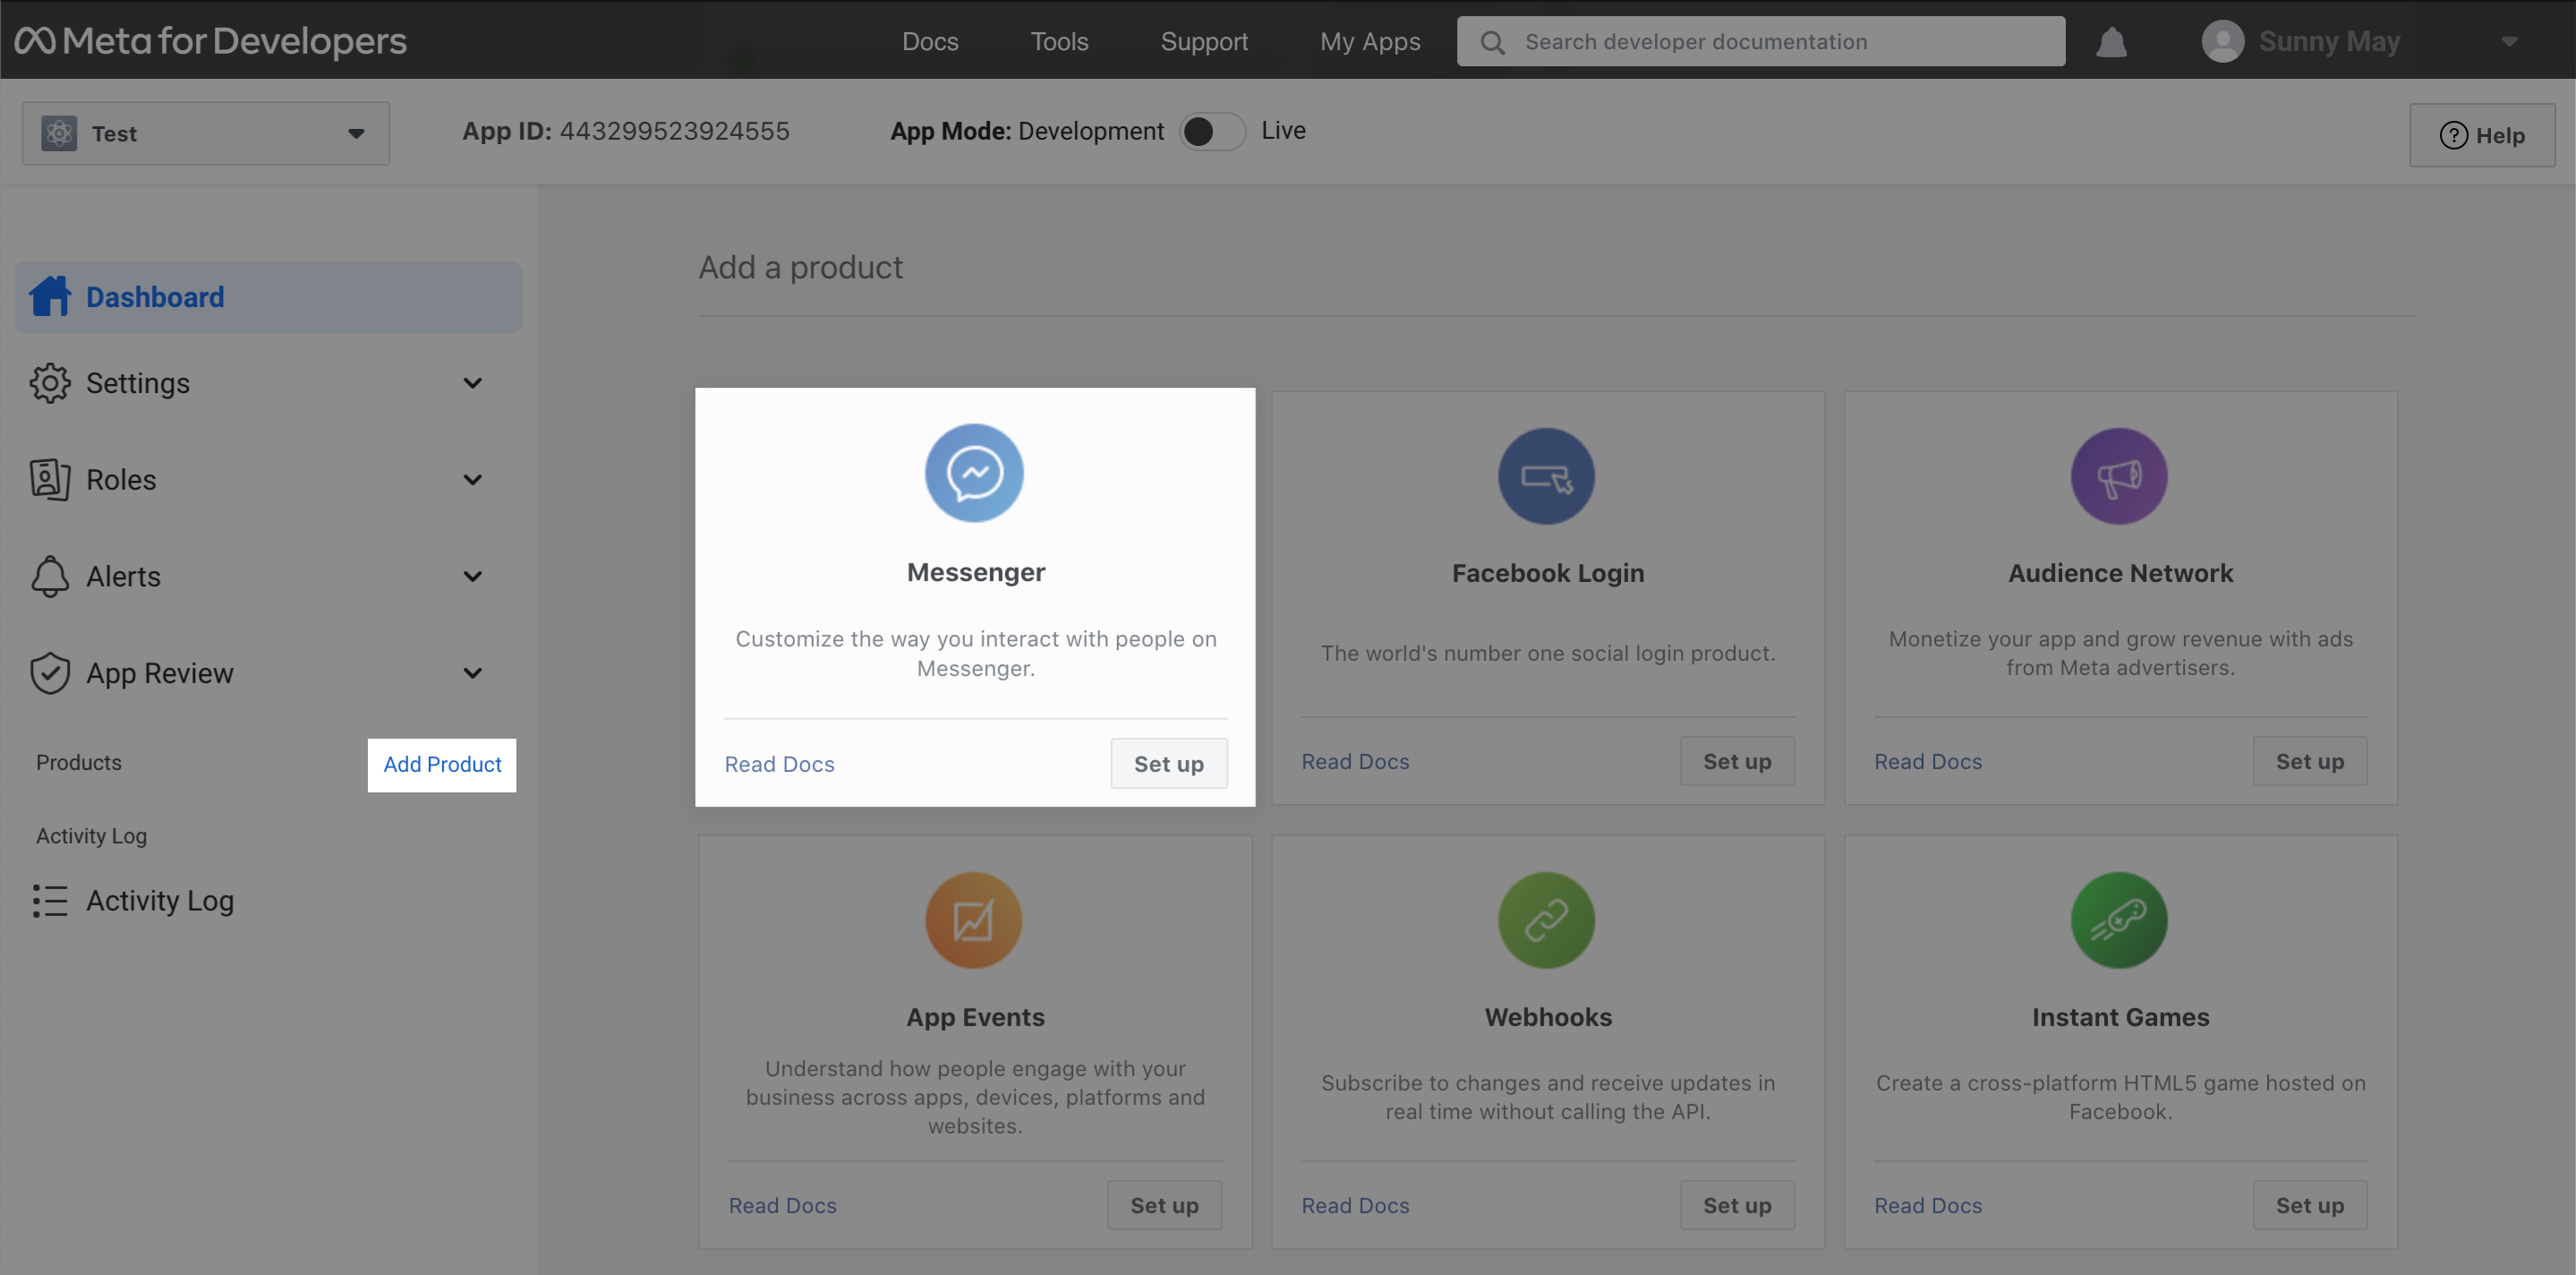 Meta for Developers
Docs
Tools
Support
My Apps
Search developer documentation
Sunny May
Test
App ID: 443299523924555
App Mode: Development
Live
? Help
Dashboard
Settings
Roles
Alerts
App Review
Products
Add Product
Activity Log
Activity Log
Add a product
Messenger
Customize the way you interact with people on
Messenger.
Read Docs
Set up
Facebook Login
The world's number one social login product.
Read Docs
Set up
Audience Network
Monetize your app and grow revenue with ads
from Meta advertisers.
Read Docs
Set up
App Events
Understand how people engage with your
business across apps, devices, platforms and
websites.
Read Docs
Set up
Webhooks
Subscribe to changes and receive updates in
real time without calling the API.
Read Docs
Set up
Instant Games
Create a cross-platform HTML5 game hosted on
Facebook.
Read Docs
Set up